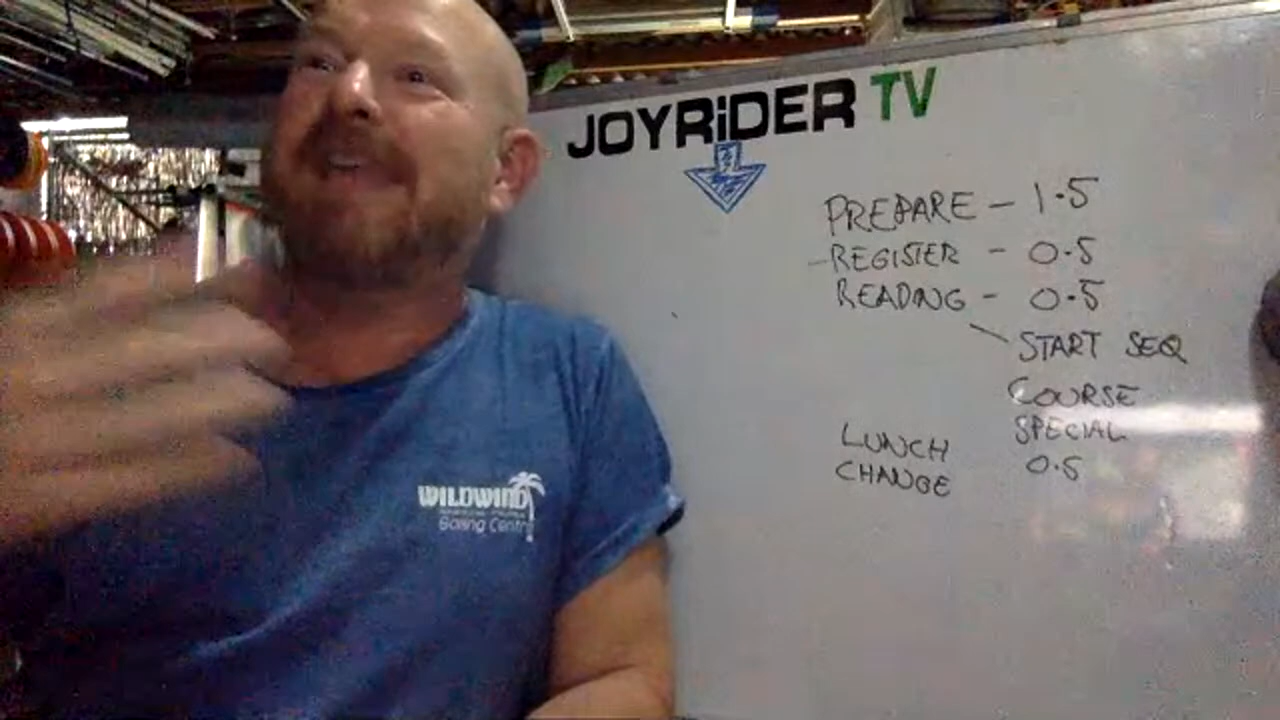 JOYRiDER TV
PREPARE - 1.5
-REGISTER - 0.5
READING - 0.5
START SEQ
COURSE
SPECIAL
LUNCH
CHANGE
0.5
WILDWIND
Sailing Centre